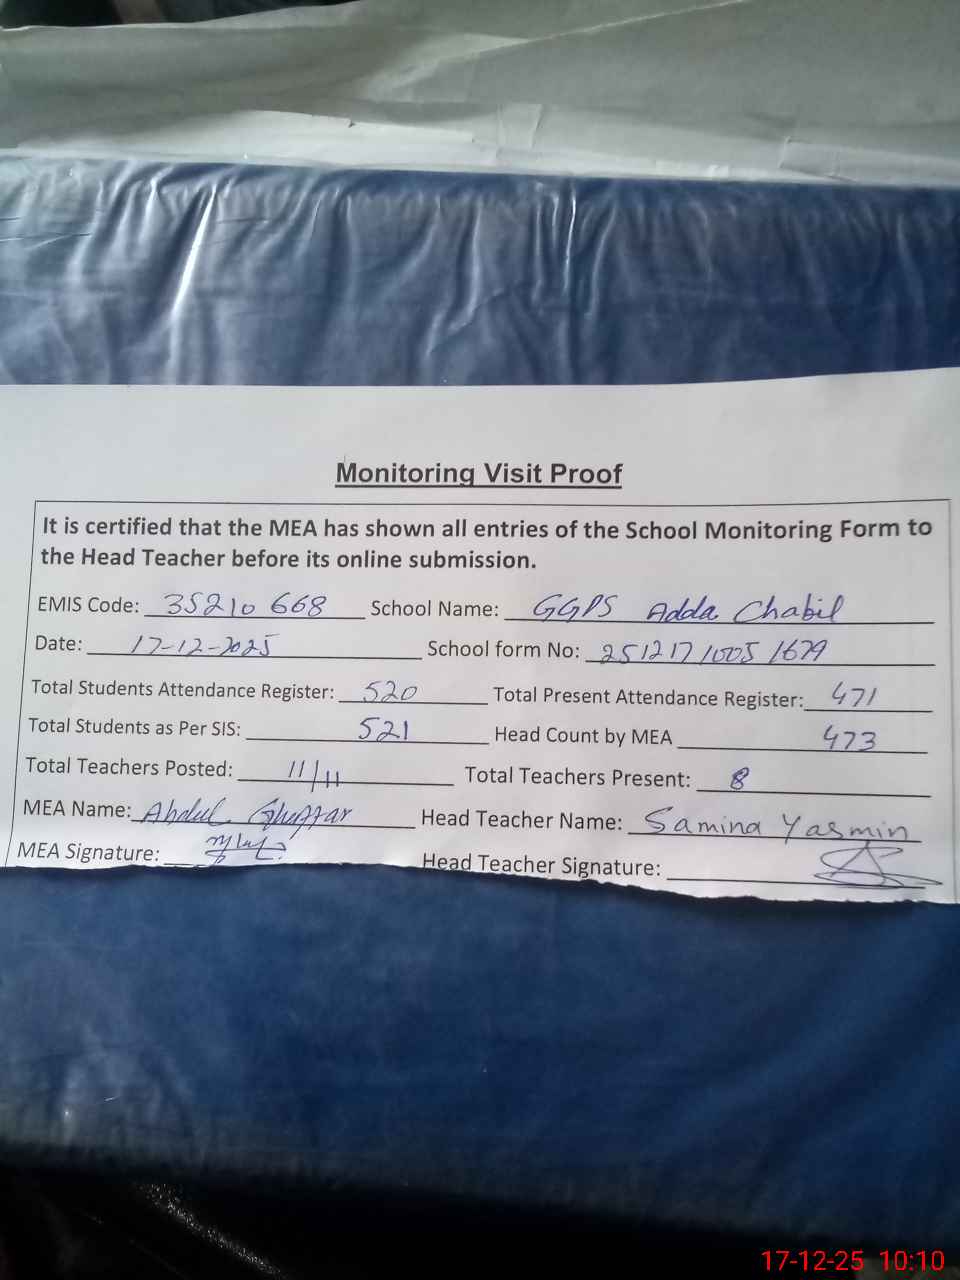 Monitoring Visit Proof
It is certified that the MEA has shown all entries of the School Monitoring Form to
the Head Teacher before its online submission.
EMIS Code: 35210 668 School Name: GGPS Adda Chabil
Date: 17-12-2025 School form No: 251217 1005 1679
Total Students Attendance Register: 520 Total Present Attendance Register: 471
Total Students as Per SIS: 521 Head Count by MEA 473
Total Teachers Posted: 11/11 Total Teachers Present: 8
MEA Name: Abdul Ghaffar Head Teacher Name: Samina Yasmin
MEA Signature: Head Teacher Signature:
17-12-25 10:10